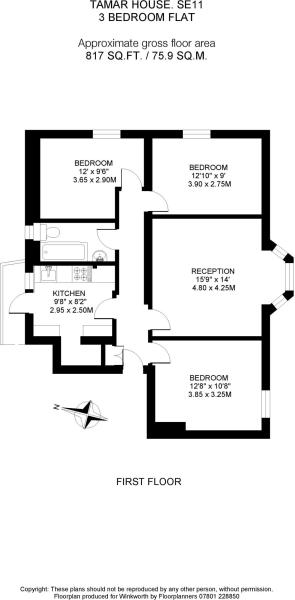 TAMAR HOUSE. SE11
3 BEDROOM FLAT
Approximate gross floor area
817 SQ.FT. / 75.9 SQ.M.
BEDROOM
12' x 9'6"
3.65 x 2.90M
BEDROOM
12'10" x 9'
3.90 x 2.75M
RECEPTION
15'9" x 14'
4.80 x 4.25M
KITCHEN
9'8" x 8'2"
2.95 x 2.50M
BEDROOM
12'8" x 10'8"
3.85 x 3.25M
N
FIRST FLOOR
Copyright: These plans should not be reproduced by any other person, without permission.
Floorplan produced for Winkworth by Floorplanners 07801 228850